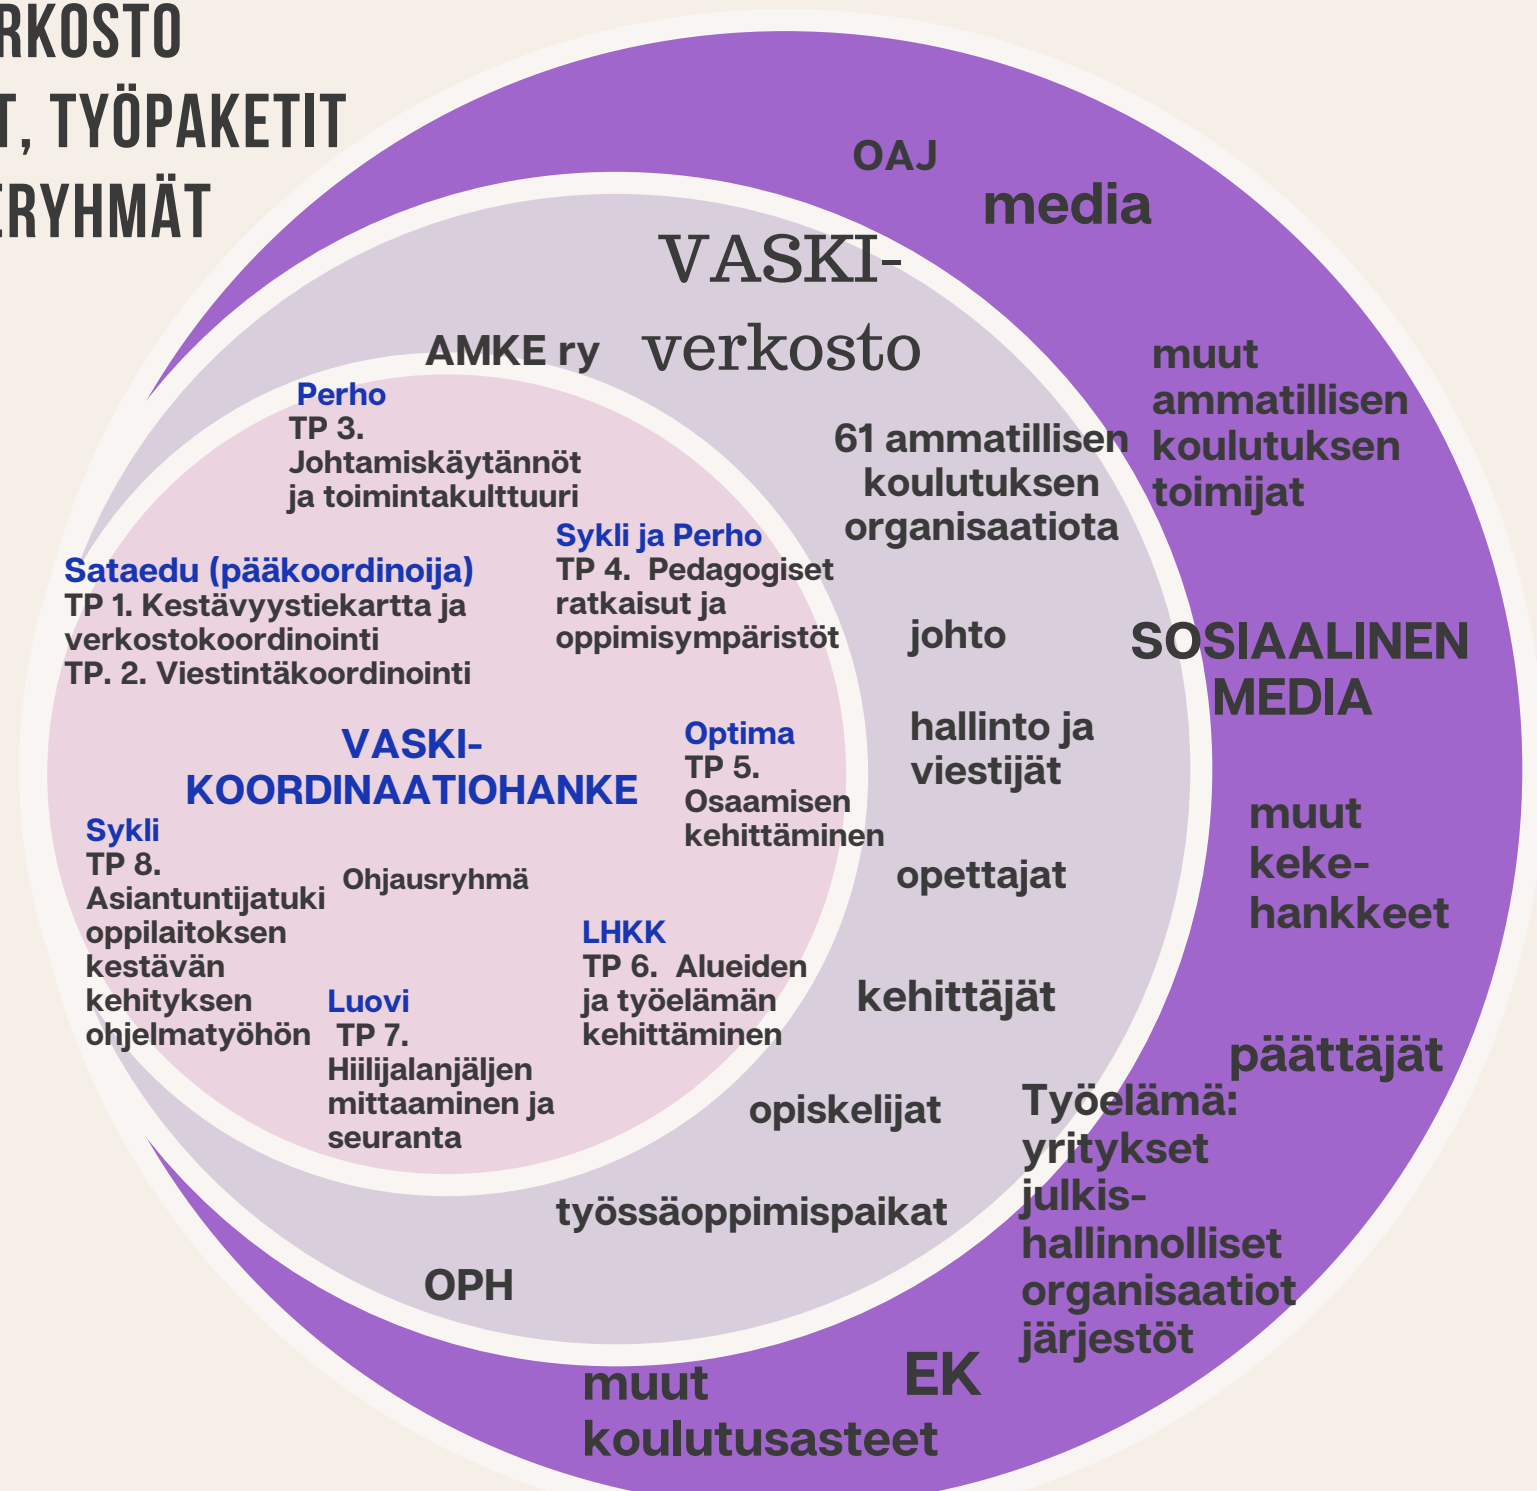 RKOSTO
T, TYÖPAKETIT
ERYHMÄT
OAJ
media
VASKI-
verkosto
AMKE ry
muut
ammatillisen
koulutuksen
toimijat
Perho
TP 3.
Johtamiskäytännöt
ja toimintakulttuuri
61 ammatillisen
koulutuksen
organisaatiota
Sykli ja Perho
TP 4.  Pedagogiset
ratkaisut ja
oppimisympäristöt
Sataedu (pääkoordinoija)
TP 1. Kestävyystiekartta ja
verkostokoordinointi
TP. 2. Viestintäkoordinointi
johto
SOSIAALINEN
MEDIA
hallinto ja
viestijät
VASKI-
KOORDINAATIOHANKE
Optima
TP 5.
Osaamisen
kehittäminen
muut
keke-
hankkeet
Sykli
TP 8.
Asiantuntijatuki
oppilaitoksen
kestävän
kehityksen
ohjelmatyöhön
Ohjausryhmä
opettajat
LHKK
TP 6.  Alueiden
ja työelämän
kehittäminen
kehittäjät
Luovi
TP 7.
Hiilijalanjäljen
mittaaminen ja
seuranta
päättäjät
opiskelijat
Työelämä:
yritykset
julkis-
hallinnolliset
organisaatiot
järjestöt
työssäoppimispaikat
OPH
EK
muut
koulutusasteet